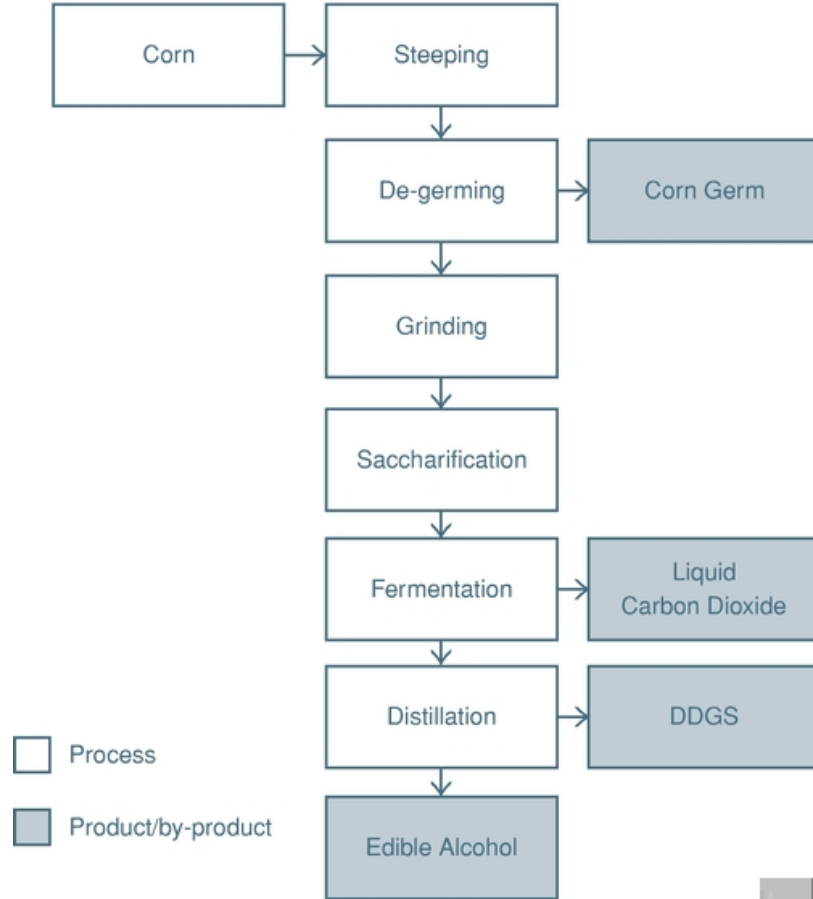 Corn
Steeping
De-germing
Corn Germ
Grinding
Saccharification
Fermentation
Liquid
Carbon Dioxide
Distillation
DDGS
Process
Product/by-product
Edible Alcohol